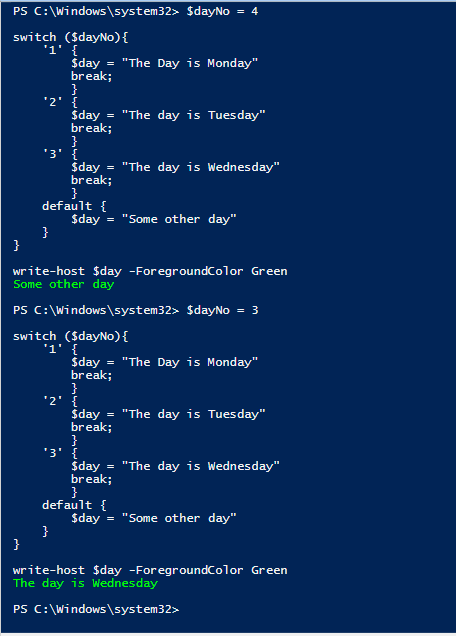 PS C:\Windows\system32> $dayNo = 4
switch ($dayNo){
'1' {
$day = "The Day is Monday"
break;
}
'2' {
$day = "The day is Tuesday"
break;
}
'3' {
$day = "The day is Wednesday"
break;
}
default {
$day = "Some other day"
}
}
write-host $day -ForegroundColor Green
Some other day
PS C:\Windows\system32> $dayNo = 3
switch ($dayNo){
'1' {
$day = "The Day is Monday"
break;
}
'2' {
$day = "The day is Tuesday"
break;
}
'3' {
$day = "The day is Wednesday"
break;
}
default {
$day = "Some other day"
}
}
write-host $day -ForegroundColor Green
The day is Wednesday
PS C:\Windows\system32>